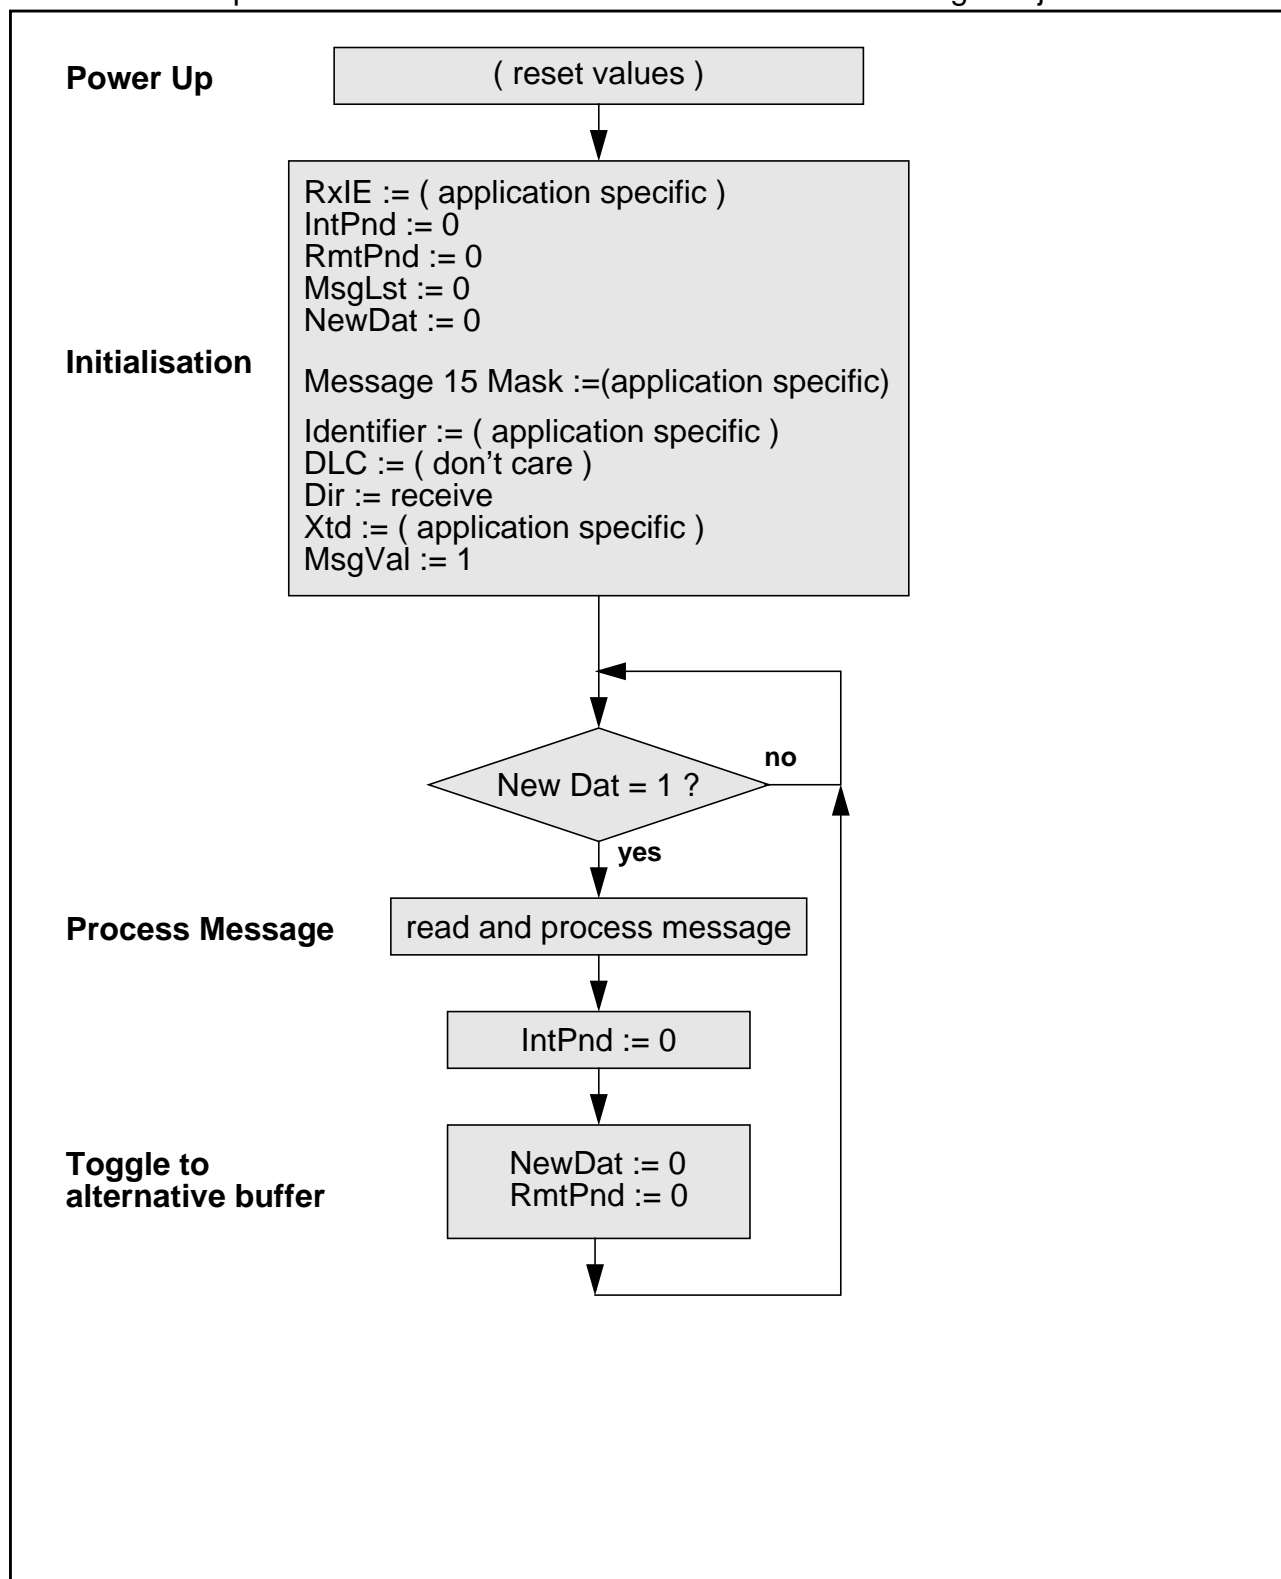 Power Up
( reset values )
RxIE := ( application specific )
IntPnd := 0
RmtPnd := 0
MsgLst := 0
NewDat := 0
Initialisation
Message 15 Mask :=(application specific)
Identifier := ( application specific )
DLC := ( don't care )
Dir := receive
Xtd := ( application specific )
MsgVal := 1
no
New Dat = 1 ?
yes
Process Message
read and process message
IntPnd := 0
Toggle to
alternative buffer
NewDat := 0
RmtPnd := 0